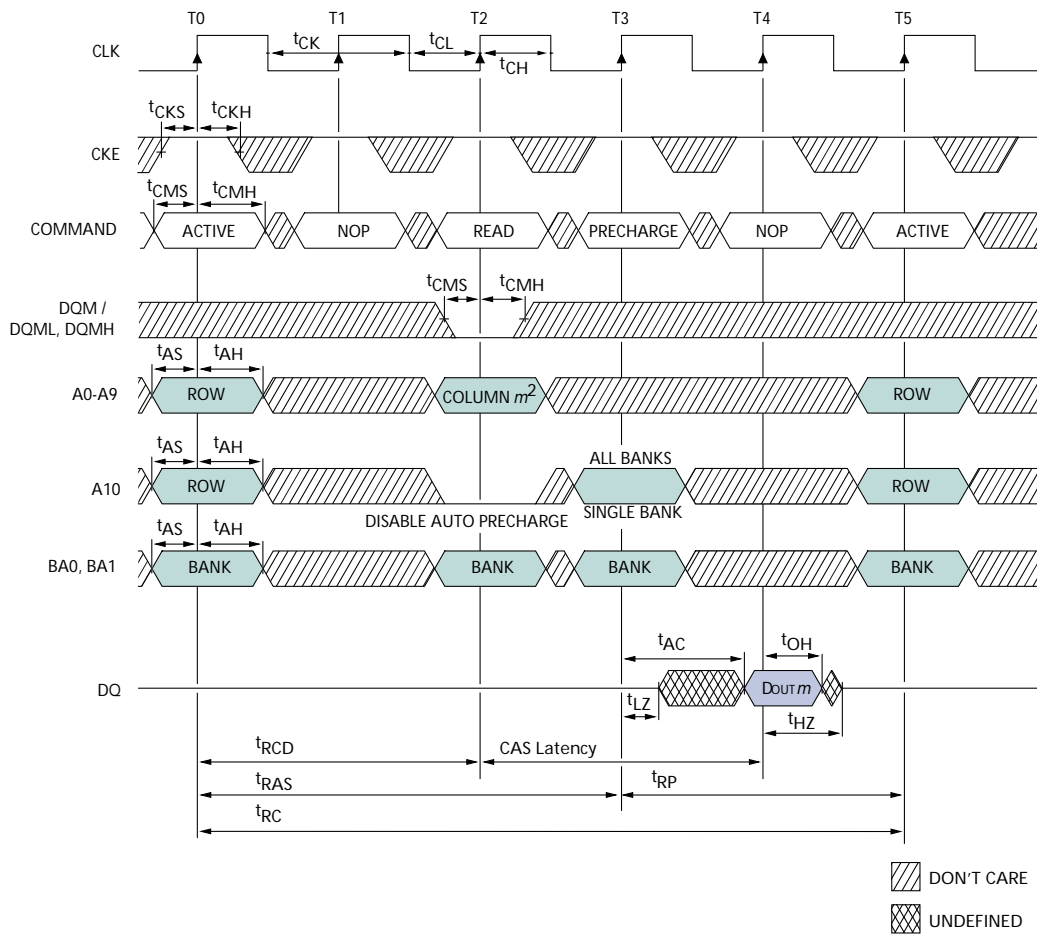 T0 T1 T2 T3 T4 T5
CLK
tCK tCL
tCH
tCKS tCKH
CKE
tCMS tCMH
COMMAND ACTIVE NOP READ PRECHARGE NOP ACTIVE
tCMS tCMH
DQM /
DQML, DQMH
tAS tAH
A0-A9 ROW COLUMN m2 ROW
tAS tAH ALL BANKS
A10 ROW ROW
DISABLE AUTO PRECHARGE SINGLE BANK
tAS tAH
BA0, BA1 BANK BANK BANK BANK
tAC tOH
DQ DOUT m
tLZ tHZ
tRCD CAS Latency
tRAS tRP
tRC
DON'T CARE
UNDEFINED